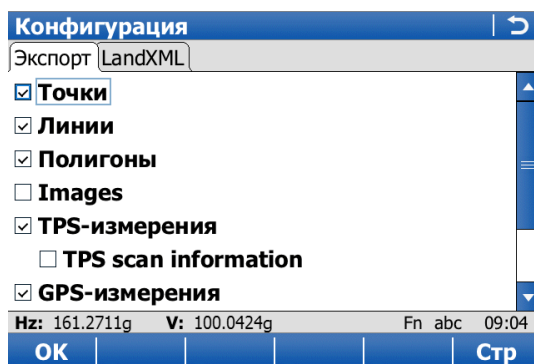 Конфигурация
Экспорт LandXML
Точки
Линии
Полигоны
Images
TPS-измерения
TPS scan information
GPS-измерения
Hz: 161.2711g V: 100.0424g Fn abc 09:04
OK Стр